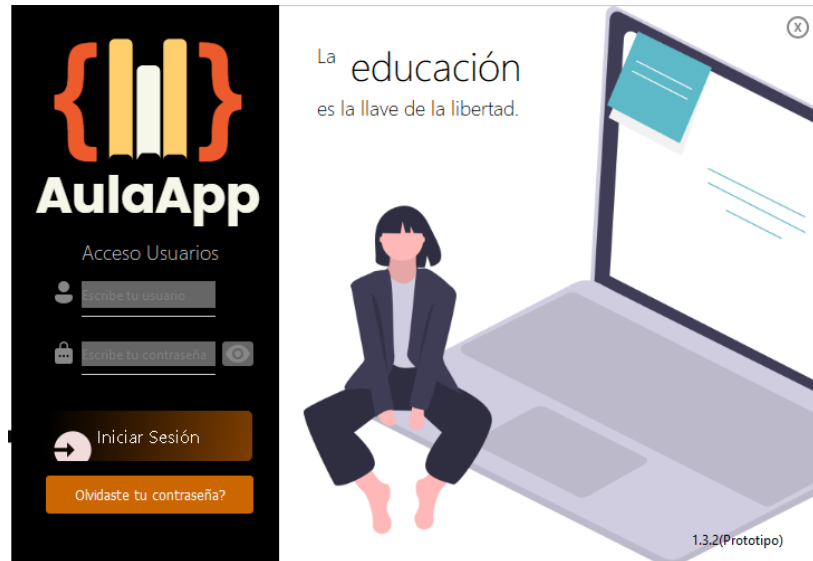 AulaApp
Acceso Usuarios
Escribe tu usuario
Escribe tu contraseña
Iniciar Sesión
Olvidaste tu contraseña?
La educación
es la llave de la libertad.
X
1.3.2(Prototipo)